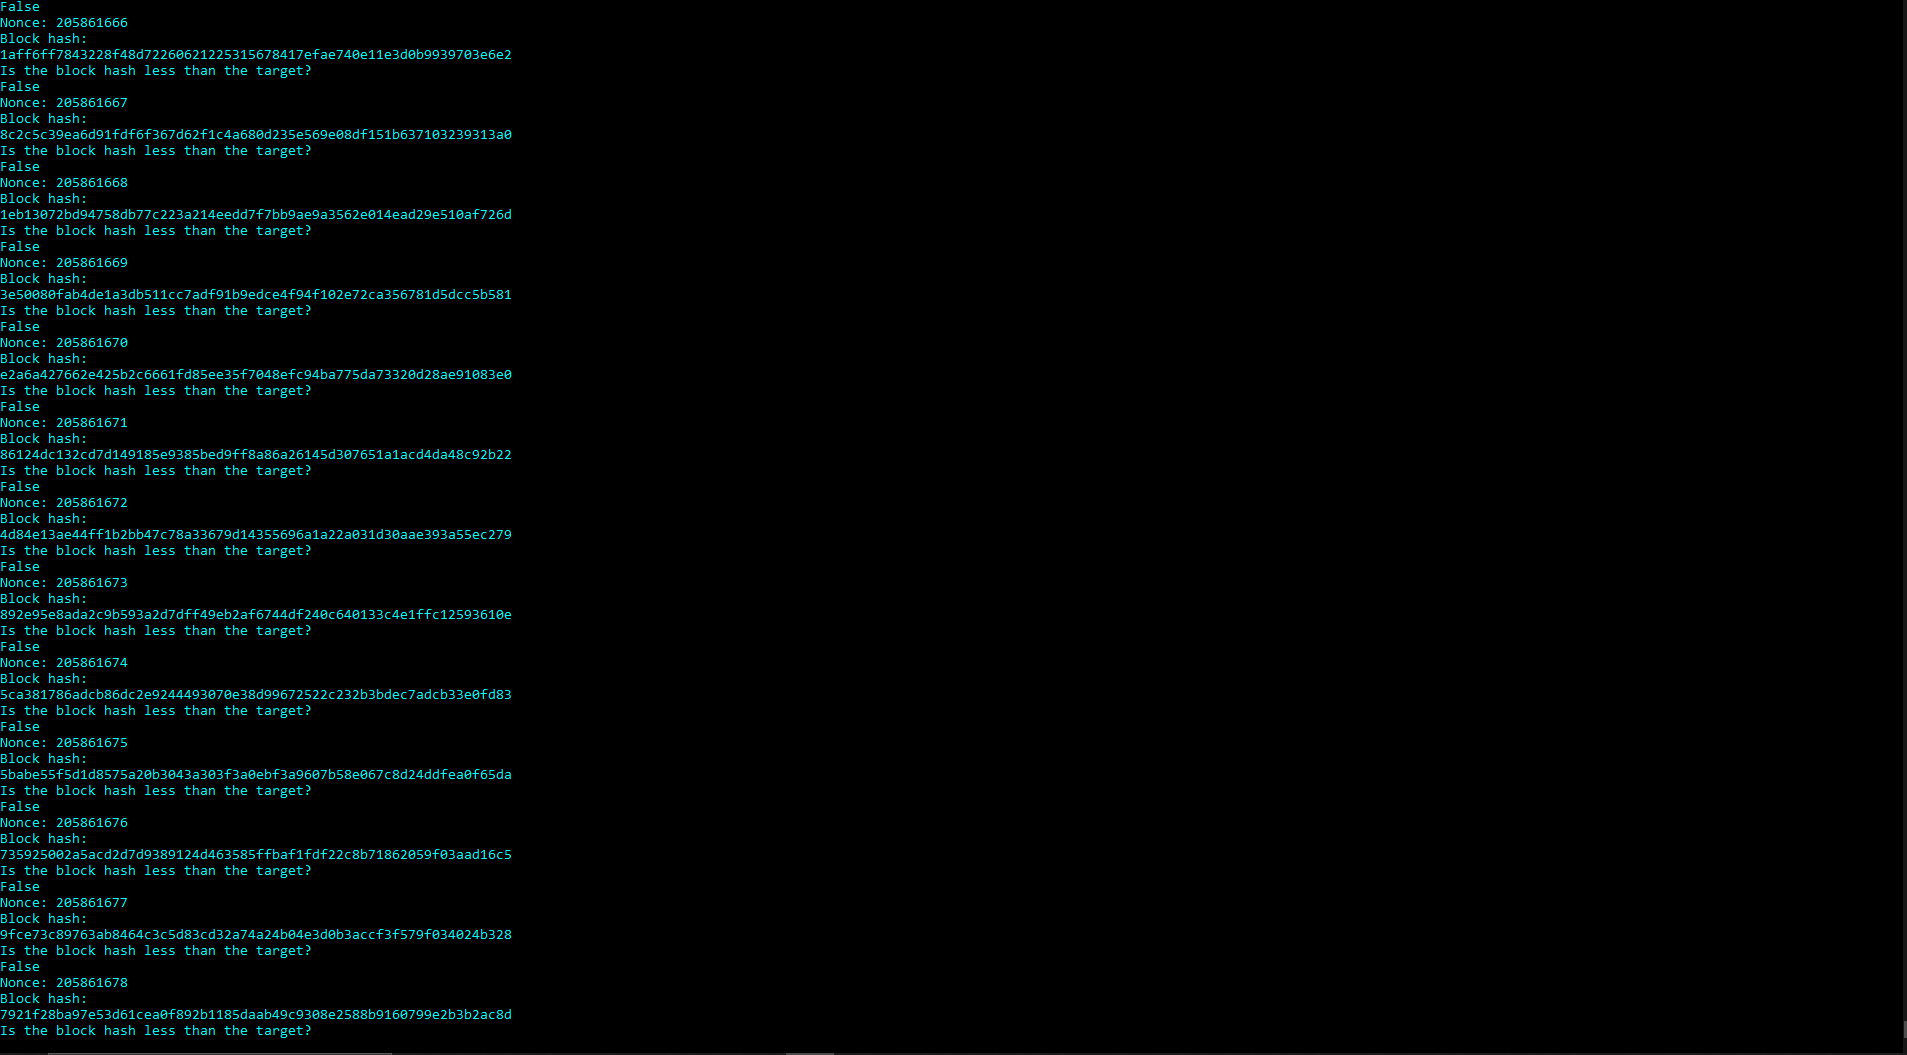 False
Nonce: 205861666
Block hash:
1aff6ff7843228f48d72260621225315678417efae740e11e3d0b9939703e6e2
Is the block hash less than the target?
False
Nonce: 205861667
Block hash:
8c2c5c39ea6d91fdf6f367d62f1c4a680d235e569e08df151b637103239313a0
Is the block hash less than the target?
False
Nonce: 205861668
Block hash:
1eb13072bd94758db77c223a214eedd7f7bb9ae9a3562e014ead29e510af726d
Is the block hash less than the target?
False
Nonce: 205861669
Block hash:
3e50080fab4de1a3db511cc7adf91b9edce4f94f102e72ca356781d5dcc5b581
Is the block hash less than the target?
False
Nonce: 205861670
Block hash:
e2a6a427662e425b2c6661fd85ee35f7048efc94ba775da73320d28ae91083e0
Is the block hash less than the target?
False
Nonce: 205861671
Block hash:
86124dc132cd7d149185e9385bed9ff8a86a26145d307651a1acd4da48c92b22
Is the block hash less than the target?
False
Nonce: 205861672
Block hash:
4d84e13ae44ff1b2bb47c78a33679d14355696a1a22a031d30aae393a55ec279
Is the block hash less than the target?
False
Nonce: 205861673
Block hash:
892e95e8ada2c9b593a2d7dff49eb2af6744df240c640133c4e1ffc12593610e
Is the block hash less than the target?
False
Nonce: 205861674
Block hash:
5ca381786adcb86dc2e9244493070e38d99672522c232b3bdec7adcb33e0fd83
Is the block hash less than the target?
False
Nonce: 205861675
Block hash:
5babe55f5d1d8575a20b3043a303f3a0ebf3a9607b58e067c8d24ddfea0f65da
Is the block hash less than the target?
False
Nonce: 205861676
Block hash:
735925002a5acd2d7d9389124d463585ffbaf1fdf22c8b71862059f03aad16c5
Is the block hash less than the target?
False
Nonce: 205861677
Block hash:
9fce73c89763ab8464c3c5d83cd32a74a24b04e3d0b3accf3f579f034024b328
Is the block hash less than the target?
False
Nonce: 205861678
Block hash:
7921f28ba97e53d61cea0f892b1185daab49c9308e2588b9160799e2b3b2ac8d
Is the block hash less than the target?